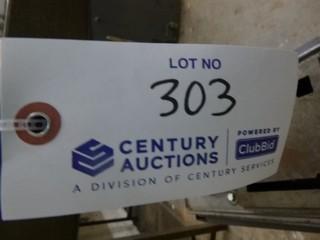 LOT NO
303
CENTURY
AUCTIONS
POWERED BY
ClubBid
A DIVISION OF CENTURY SERVICES